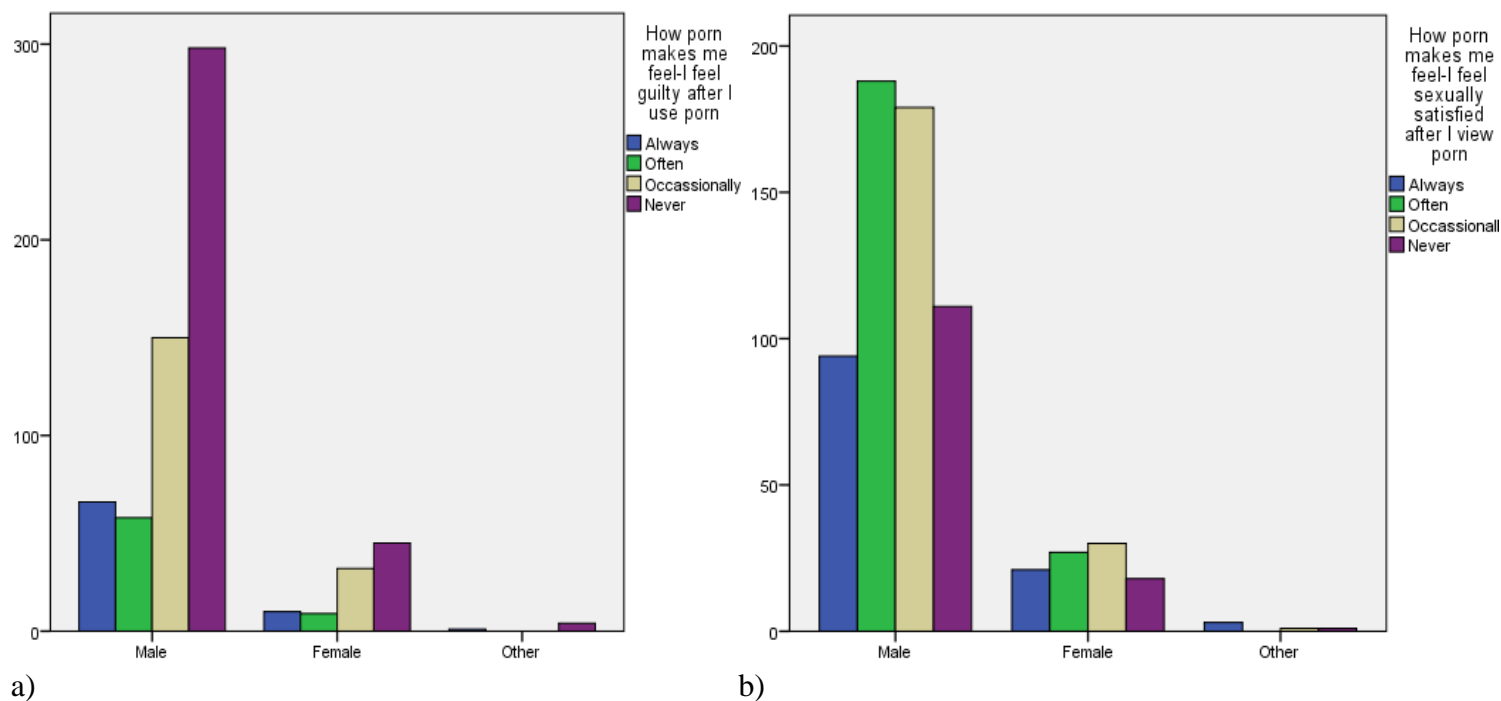 300
200
100
0
Male
Female
Other
How porn
makes me
feel-I feel
guilty after I
use porn
Always
Often
Occassionally
Never
a)
200
150
100
50
0
Male
Female
Other
How porn
makes me
feel-I feel
sexually
satisfied
after I view
porn
Always
Often
Occassionall
Never
b)